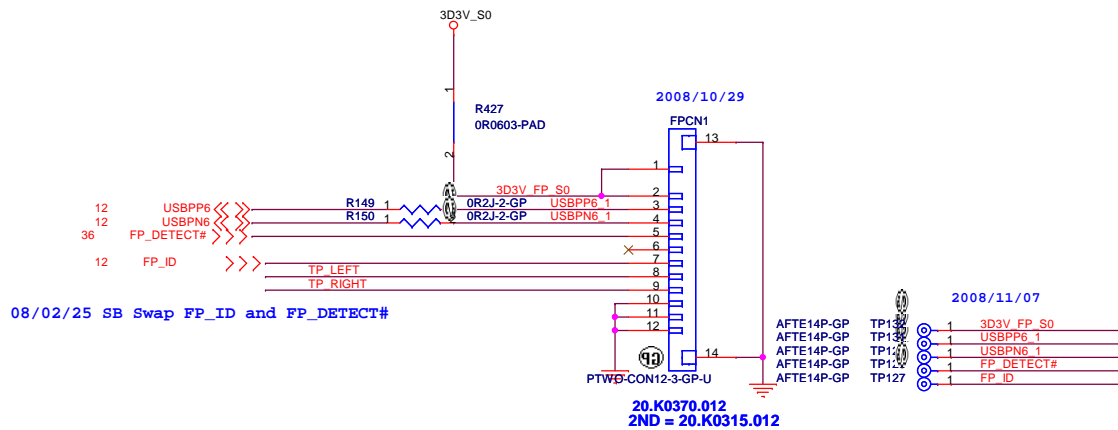 3D3V_S0
1
R427
0R0603-PAD
2
2008/10/29
FPCN1
13
1
3D3V_FP_S0
2
12 USBPP6 R149 1 0R2J-2-GP USBPP6_1 3
12 USBPN6 R150 1 0R2J-2-GP USBPN6_1 4
36 FP_DETECT# 5
6
12 FP_ID 7
TP_LEFT 8
TP_RIGHT 9
10
11
12
08/02/25 SB Swap FP_ID and FP_DETECT#
GP
14
PTWO-CON12-3-GP-U
20.K0370.012
2ND = 20.K0315.012
2008/11/07
AFTE14P-GP 1 3D3V_FP_S0
AFTE14P-GP 1 USBPP6_1
AFTE14P-GP 1 USBPN6_1
AFTE14P-GP 1 FP_DETECT#
AFTE14P-GP TP127 1 FP_ID